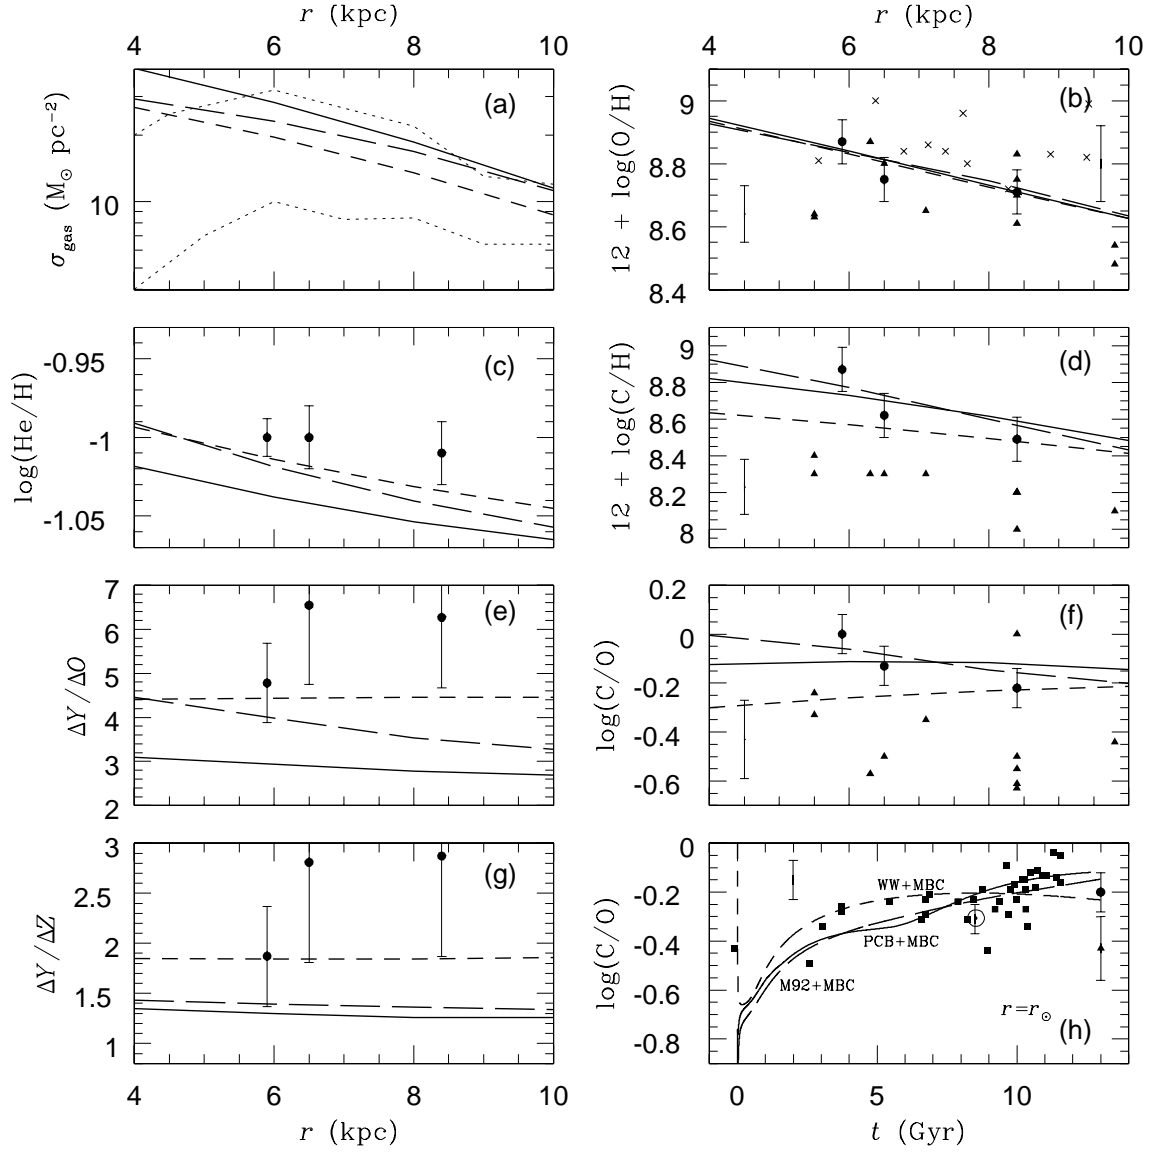 r (kpc)
r (kpc)
4 6 8 10
4 6 8 10
σgas (M⊙ pc−2)
10
(a)
12 + log(O/H)
9
8.8
8.6
8.4
(b)
log(He/H)
-0.95
-1
-1.05
(c)
12 + log(C/H)
9
8.8
8.6
8.4
8.2
8
(d)
ΔY/ΔO
7
6
5
4
3
2
(e)
log(C/O)
0.2
0
-0.2
-0.4
-0.6
(f)
ΔY/ΔZ
3
2.5
2
1.5
1
(g)
log(C/O)
0
-0.2
-0.4
-0.6
-0.8
WW+MBC
PCB+MBC
M92+MBC
r=r⊙
(h)
4 6 8 10
0 5 10
r (kpc)
t (Gyr)